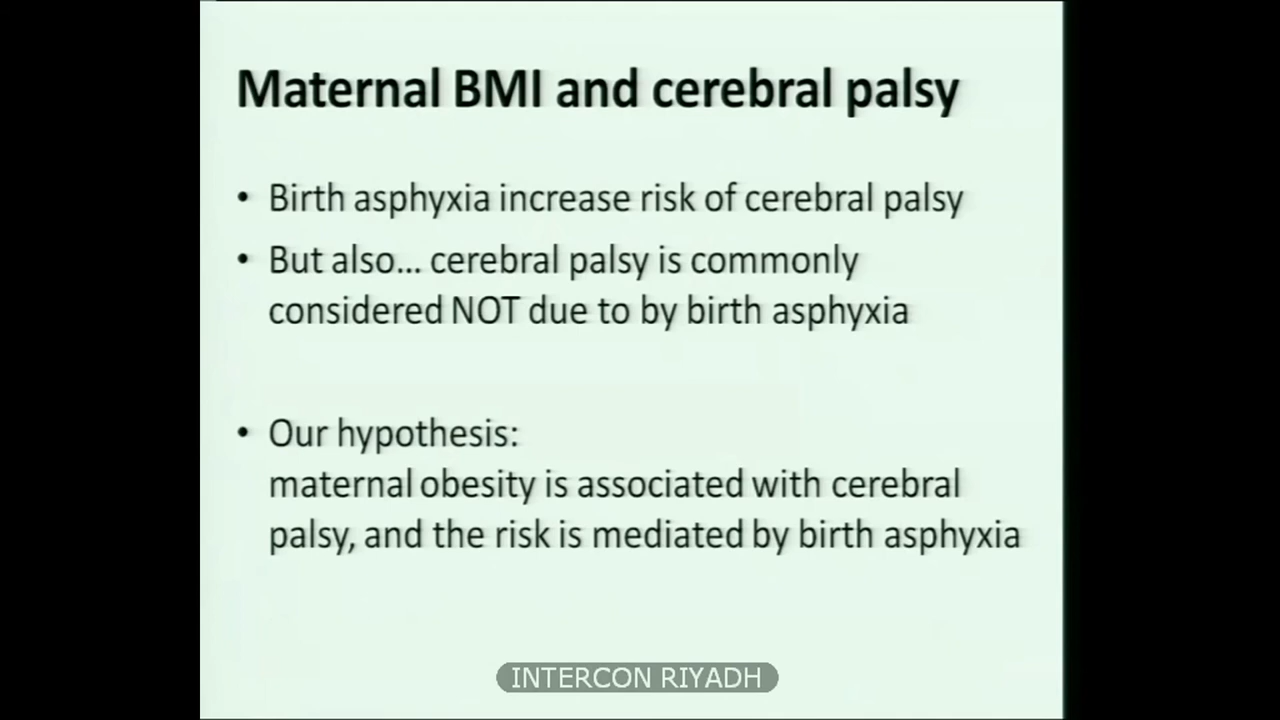 Maternal BMI and cerebral palsy
• Birth asphyxia increase risk of cerebral palsy
• But also... cerebral palsy is commonly
considered NOT due to by birth asphyxia
• Our hypothesis:
maternal obesity is associated with cerebral
palsy, and the risk is mediated by birth asphyxia
INTERCON RIYADH